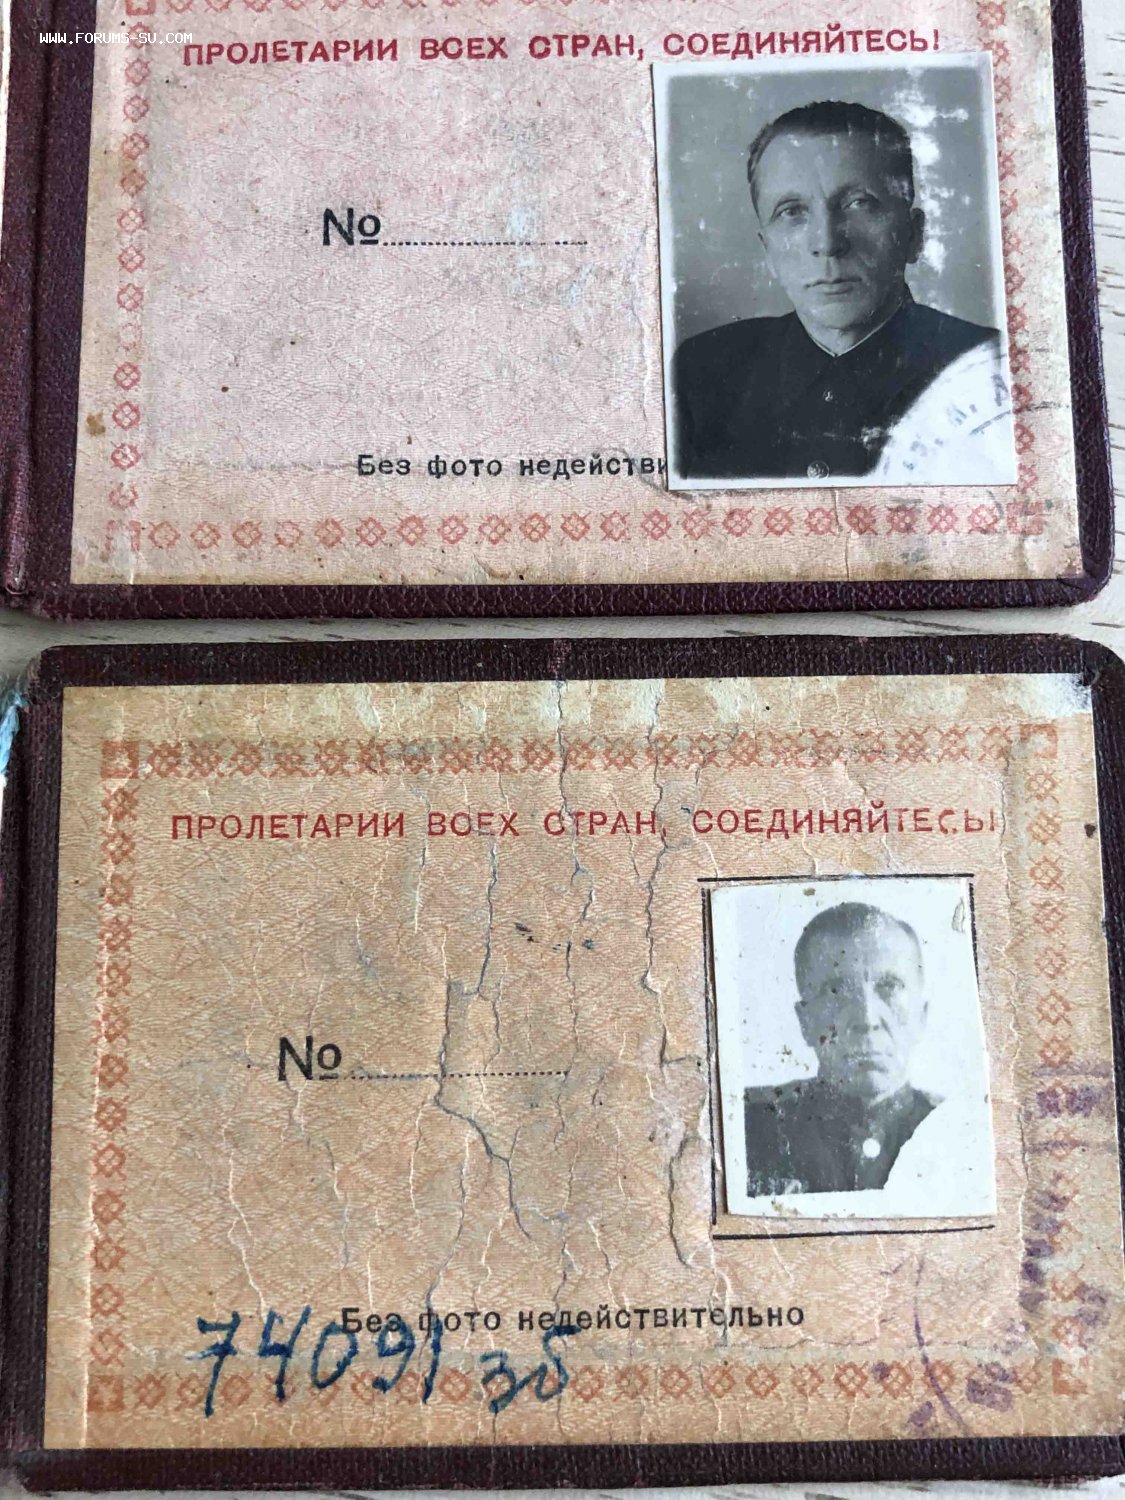 WWW.FORUMS-SU.COM
ПРОЛЕТАРИИ ВСЕХ СТРАН, СОЕДИНЯЙТЕСЬ!
№
Без фото недействи
ПРОЛЕТАРИИ ВСЕХ СТРАН, СОЕДИНЯЙТЕСЬ!
№
Без фото недействительно
74091